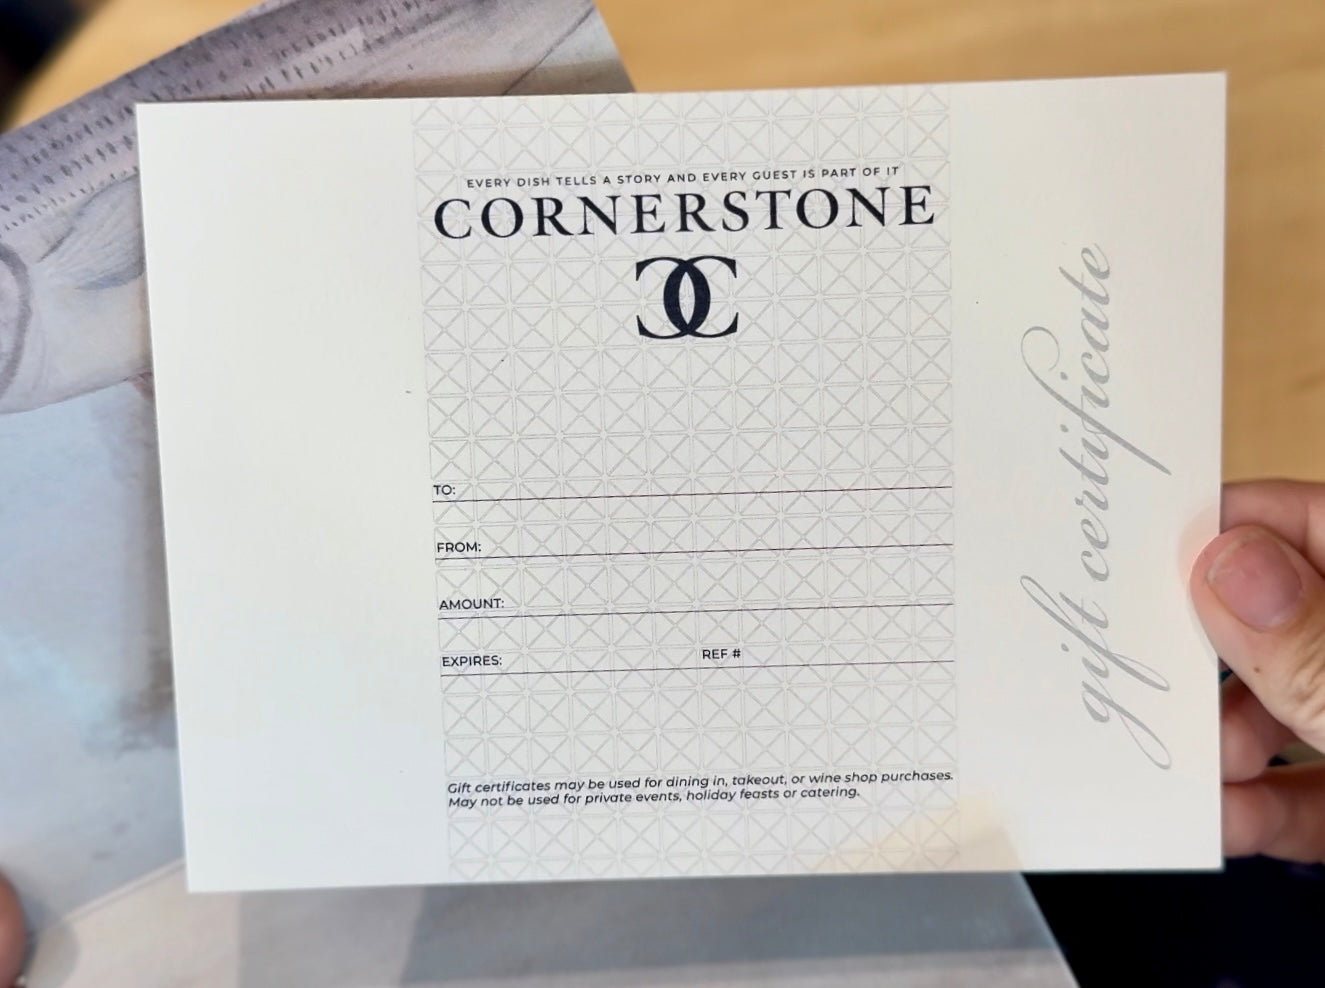 EVERY DISH TELLS A STORY AND EVERY GUEST IS PART OF IT
CORNERSTONE
CC
TO:
FROM:
AMOUNT:
EXPIRES: REF #
Gift certificates may be used for dining in, takeout, or wine shop purchases.
May not be used for private events, holiday feasts or catering.
gift certificate